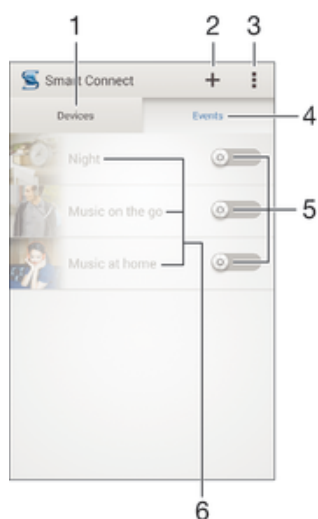 1 2 3
Smart Connect
Devices Events 4
Night
Music on the go 5
Music at home
6